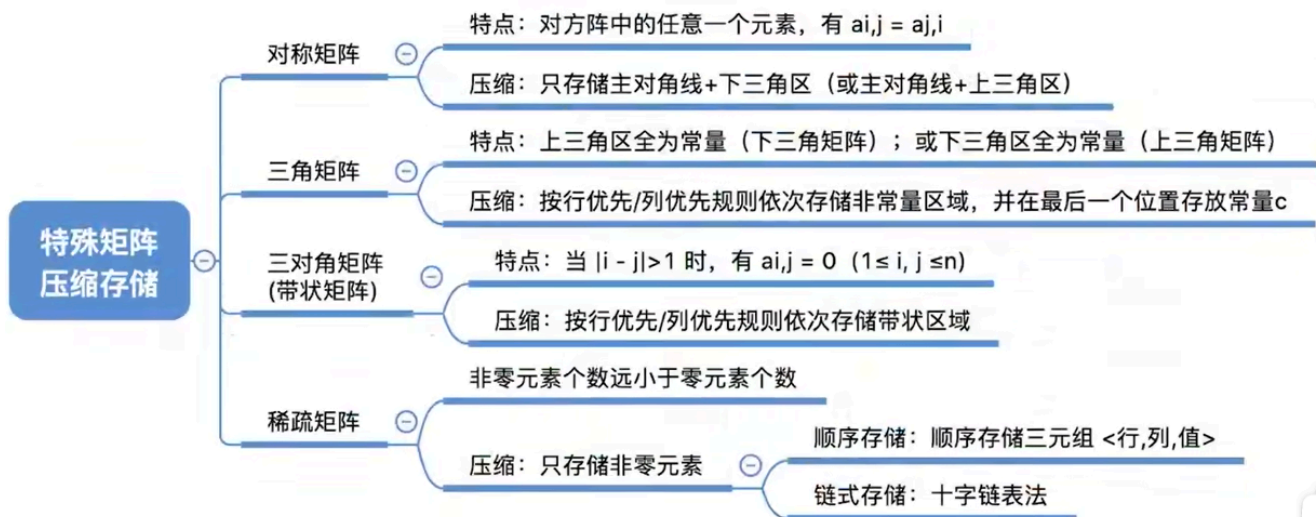 特殊矩阵
压缩存储
对称矩阵
特点：对方阵中的任意一个元素，有 ai,j = aj,i
压缩：只存储主对角线+下三角区（或主对角线+上三角区）
三角矩阵
特点：上三角区全为常量（下三角矩阵）；或下三角区全为常量（上三角矩阵）
压缩：按行优先/列优先规则依次存储非常量区域，并在最后一个位置存放常量c
三对角矩阵
(带状矩阵)
特点：当 |i - j|>1 时，有 ai,j = 0（1≤ i, j ≤n)
压缩：按行优先/列优先规则依次存储带状区域
稀疏矩阵
非零元素个数远小于零元素个数
压缩：只存储非零元素
顺序存储：顺序存储三元组 <行,列,值>
链式存储：十字链表法